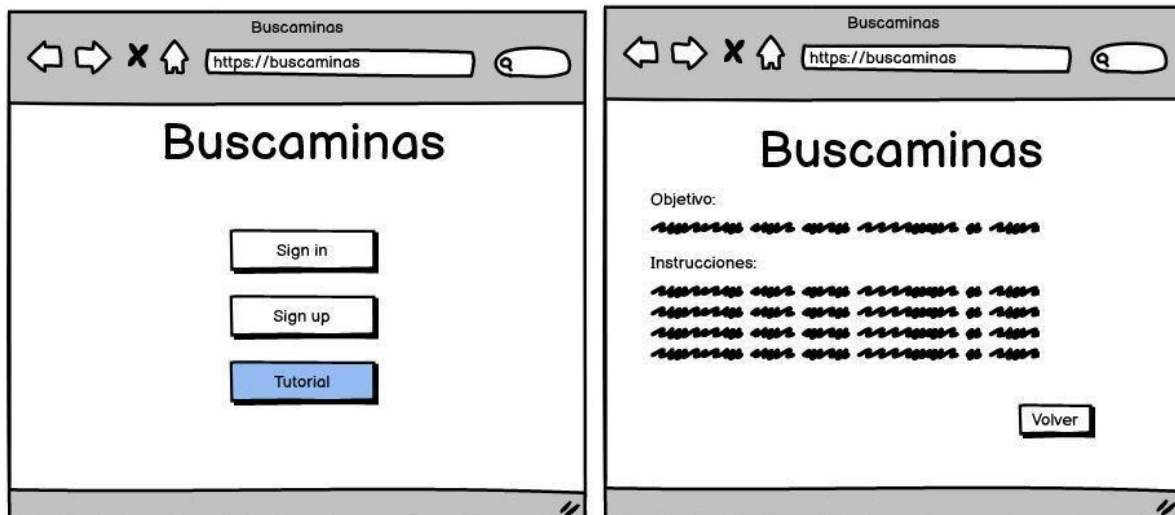 Buscaminas
https://buscaminas
Buscaminas
Sign in
Sign up
Tutorial
Buscaminas
https://buscaminas
Buscaminas
Objetivo:
Instrucciones:
Volver